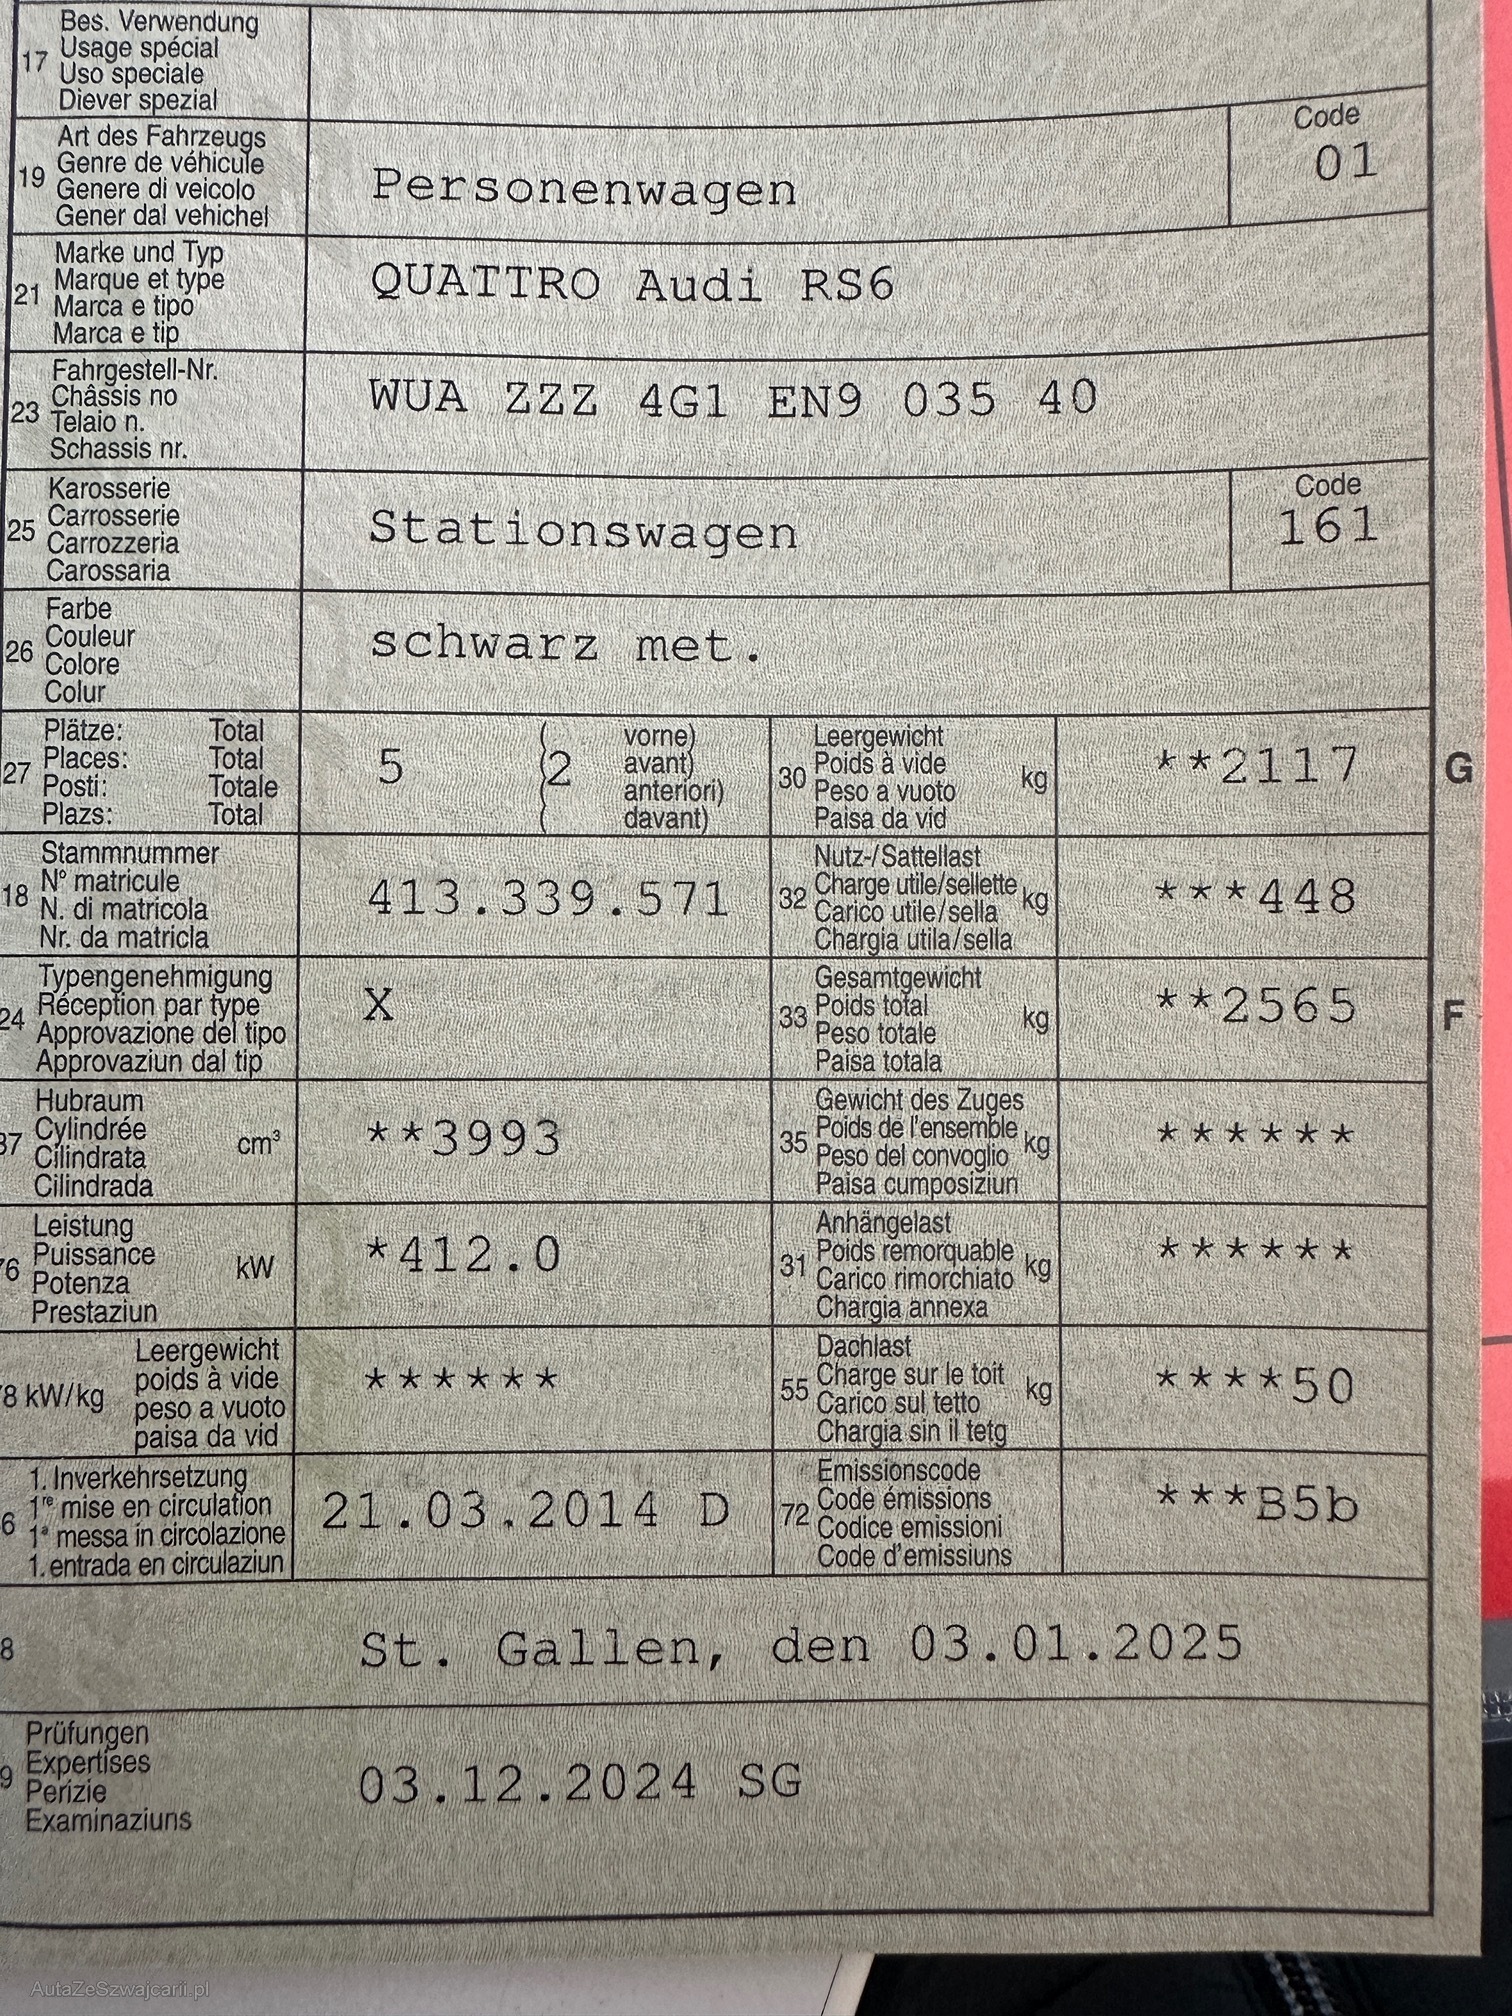 17 Bes. Verwendung
Usage spécial
Uso speciale
Diever spezial
19 Art des Fahrzeugs
Genre de véhicule
Genere di veicolo
Gener dal vehichel
Personenwagen
Code
01
21 Marke und Typ
Marque et type
Marca e tipo
Marca e tip
QUATTRO Audi RS6
23 Fahrgestell-Nr.
Châssis no
Telaio n.
Schassis nr.
WUA ZZZ 4G1 EN9 035 40
25 Karosserie
Carrosserie
Carrozzeria
Carossaria
Stationswagen
Code
161
26 Farbe
Couleur
Colore
Colur
schwarz met.
27 Plätze: Total
Places: Total
Posti: Totale
Plazs: Total
5 (2 vorne)
avant)
anteriori)
( davant)
30 Leergewicht
Poids à vide
Peso a vuoto
Paisa da vid
kg
**2117
G
18 Stammnummer
N° matricule
N. di matricola
Nr. da matricla
413.339.571
32 Nutz-/Sattellast
Charge utile/sellette
Carico utile/sella
Chargia utila/sella
kg
***448
24 Typengenehmigung
Réception par type
Approvazione del tipo
Approvaziun dal tip
X
33 Gesamtgewicht
Poids total
Peso totale
Paisa totala
kg
**2565
F
37 Hubraum
Cylindrée
Cilindrata
Cilindrada
cm³
**3993
35 Gewicht des Zuges
Poids de l'ensemble
Peso del convoglio
Paisa cumposiziun
kg
******
76 Leistung
Puissance
Potenza
Prestaziun
kW
*412.0
31 Anhängelast
Poids remorquable
Carico rimorchiato
Chargia annexa
kg
******
78 kW/kg
Leergewicht
poids à vide
peso a vuoto
paisa da vid
******
55 Dachlast
Charge sur le toit
Carico sul tetto
Chargia sin il tetg
kg
****50
6 1. Inverkehrsetzung
1re mise en circulation
1a messa in circolazione
1. entrada en circulaziun
21.03.2014 D
72 Emissionscode
Code émissions
Codice emissioni
Code d'emissiuns
***B5b
8
St. Gallen, den 03.01.2025
9 Prüfungen
Expertises
Perizie
Examinaziuns
03.12.2024 SG
AutaZeSzwajcarii.pl